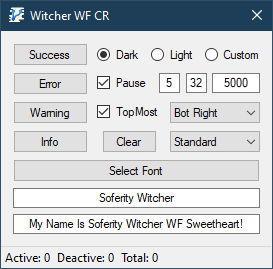 Witcher WF CR
Success Dark Light Custom
Error Pause 5 32 5000
Warning TopMost Bot Right
Info Clear Standard
Select Font
Soferity Witcher
My Name Is Soferity Witcher WF Sweetheart!
Active: 0 Deactive: 0 Total: 0